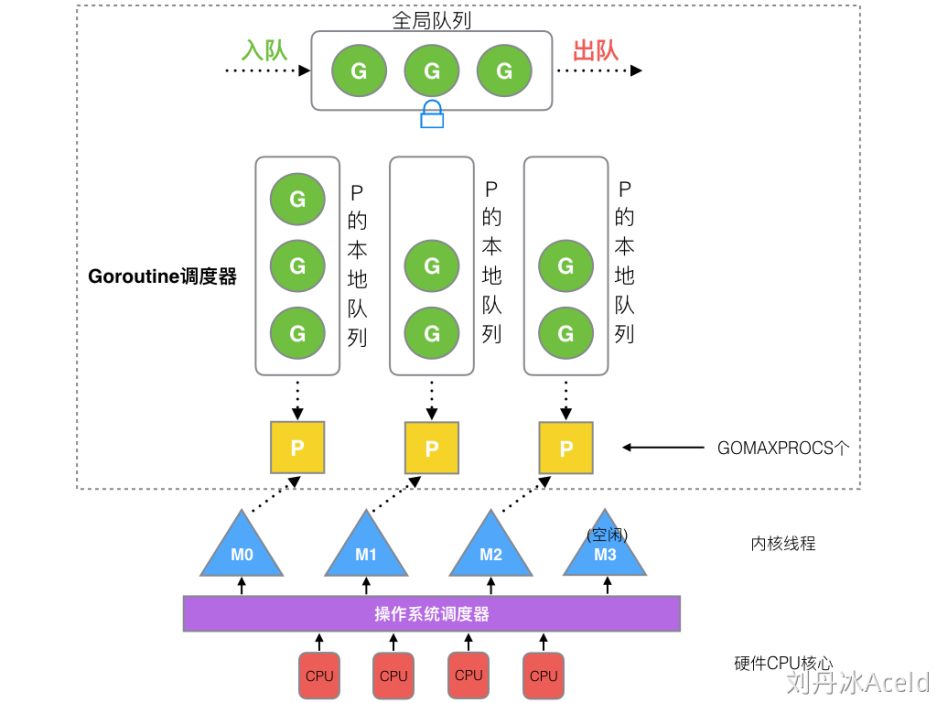 全局队列
入队
出队
G G G
G
G G G
G G G
P的本地队列
P的本地队列
P的本地队列
Goroutine调度器
P P P
GOMAXPROCS个
(空闲)
M0 M1 M2 M3
内核线程
操作系统调度器
CPU CPU CPU CPU
硬件CPU核心
刘丹冰AceId